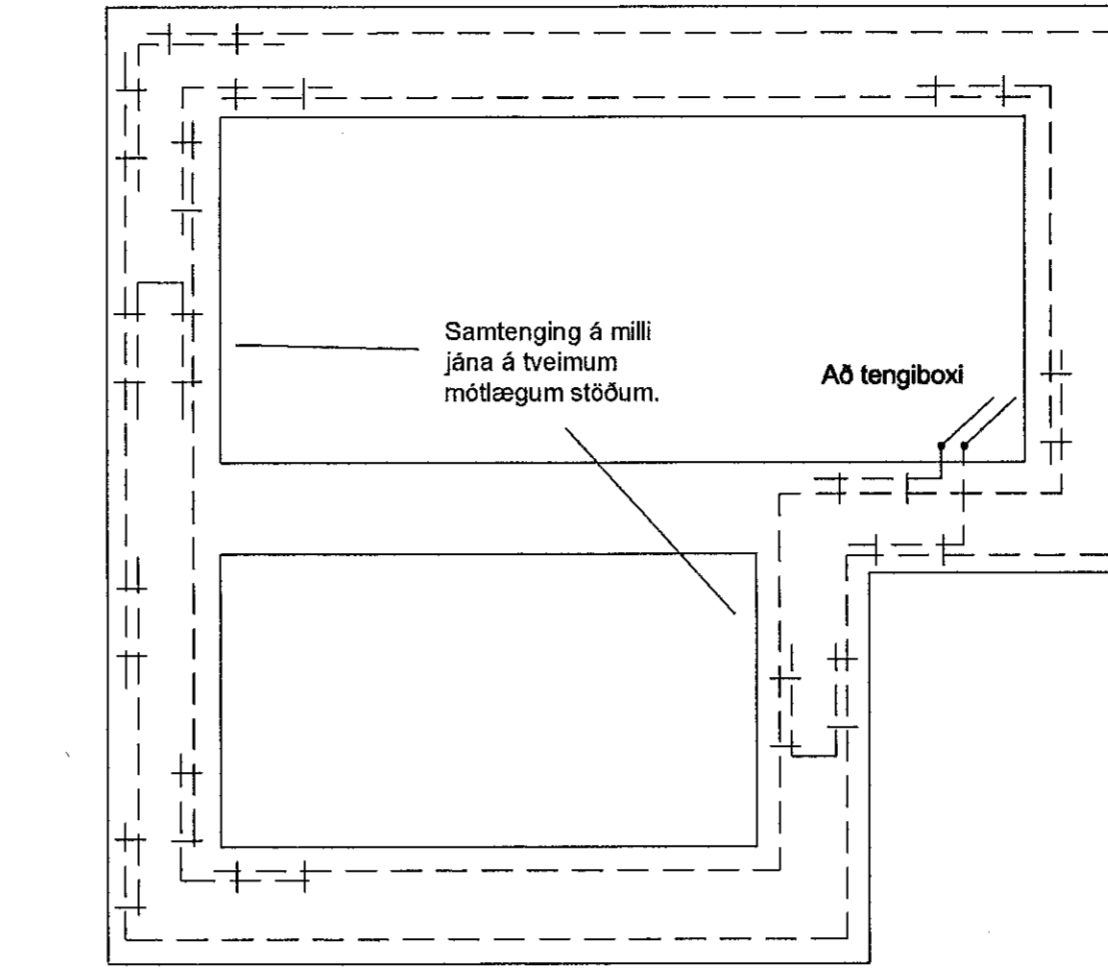 Samtenging á milli
jána á tveimum
mótlægum stöðum.
Að tengiboxi